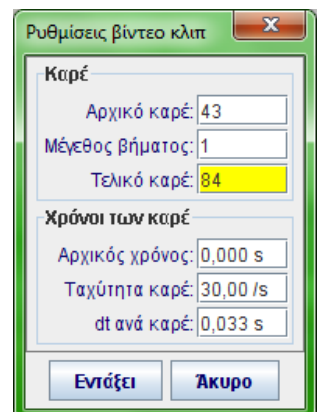 Ρυθμίσεις βίντεο κλιπ
Καρέ
Αρχικό καρέ: 43
Μέγεθος βήματος: 1
Τελικό καρέ: 84
Χρόνοι των καρέ
Αρχικός χρόνος: 0,000 s
Ταχύτητα καρέ: 30,00 /s
dt ανά καρέ: 0,033 s
Εντάξει Άκυρο